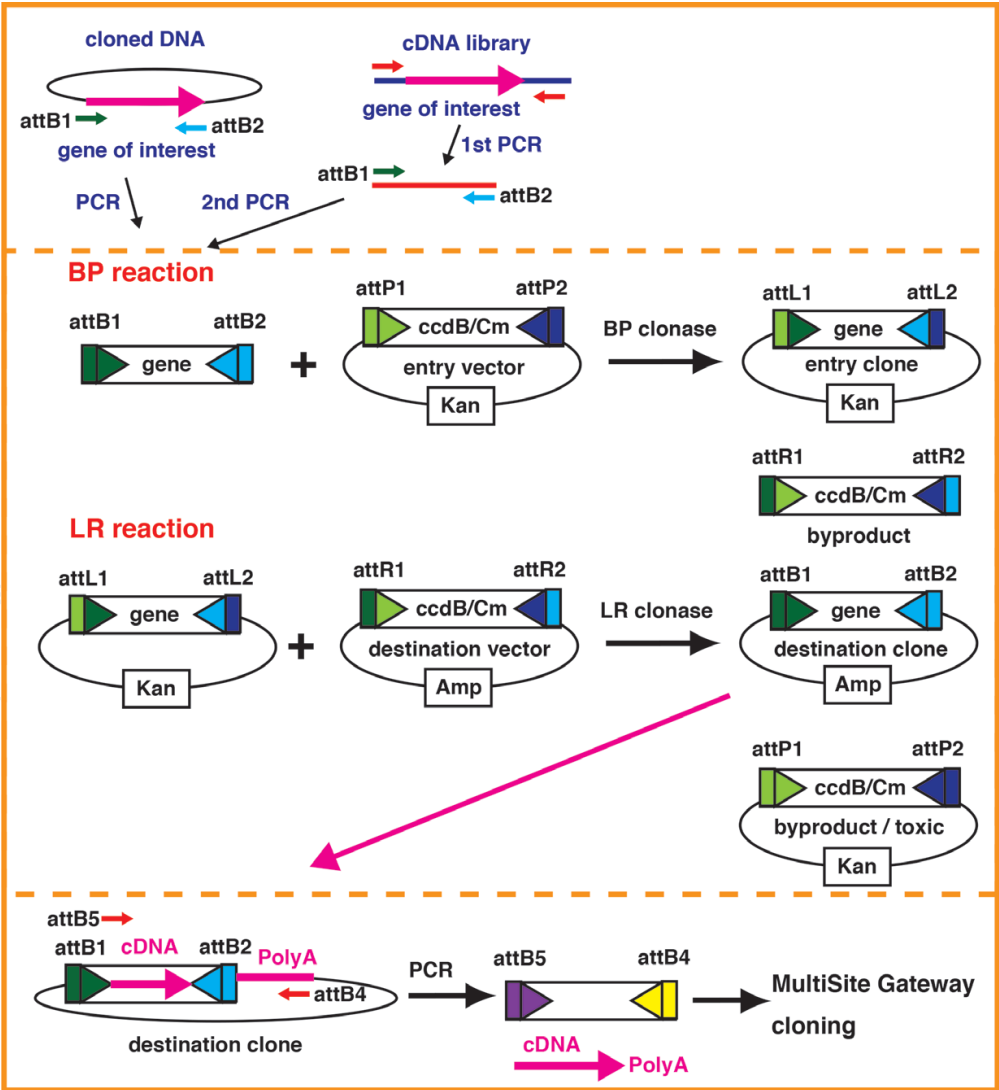 cloned DNA
attB1
attB2
gene of interest
PCR
cDNA library
gene of interest
1st PCR
attB1
attB2
2nd PCR
BP reaction
attB1
attB2
gene
+
attP1
attP2
ccdB/Cm
entry vector
Kan
BP clonase
attL1
attL2
gene
entry clone
Kan
attR1
attR2
ccdB/Cm
byproduct
LR reaction
attL1
attL2
gene
Kan
+
attR1
attR2
ccdB/Cm
destination vector
Amp
LR clonase
attB1
attB2
gene
destination clone
Amp
attP1
attP2
ccdB/Cm
byproduct / toxic
Kan
attB5
attB1
cDNA
attB2
PolyA
attB4
destination clone
PCR
attB5
attB4
cDNA
PolyA
MultiSite Gateway
cloning